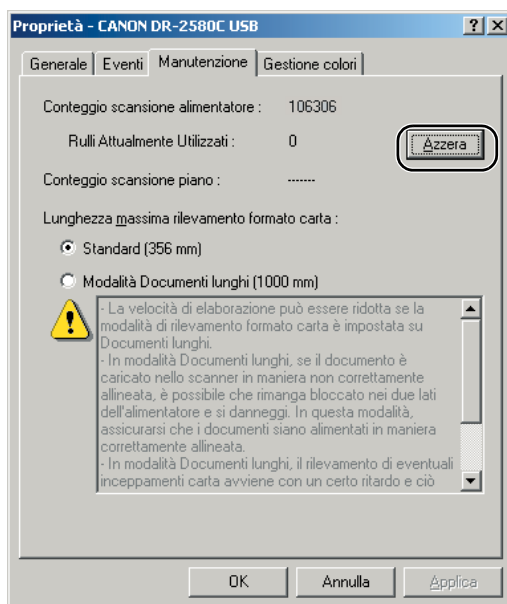 Proprietà - CANON DR-2580C USB
Generale Eventi Manutenzione Gestione colori
Conteggio scansione alimentatore : 106306
Rulli Attualmente Utilizzati : 0 Azzera
Conteggio scansione piano : ------
Lunghezza massima rilevamento formato carta :
Standard (356 mm)
Modalità Documenti lunghi (1000 mm)
- La velocità di elaborazione può essere ridotta se la
modalità di rilevamento formato carta è impostata su
Documenti lunghi.
- In modalità Documenti lunghi, se il documento è
caricato nello scanner in maniera non correttamente
allineata, è possibile che rimanga bloccato nei due lati
dell'alimentatore e si danneggi. In questa modalità,
assicurarsi che i documenti siano alimentati in maniera
correttamente allineata.
- In modalità Documenti lunghi, il rilevamento di eventuali
inceppamenti carta avviene con un certo ritardo e ciò
OK Annulla Applica